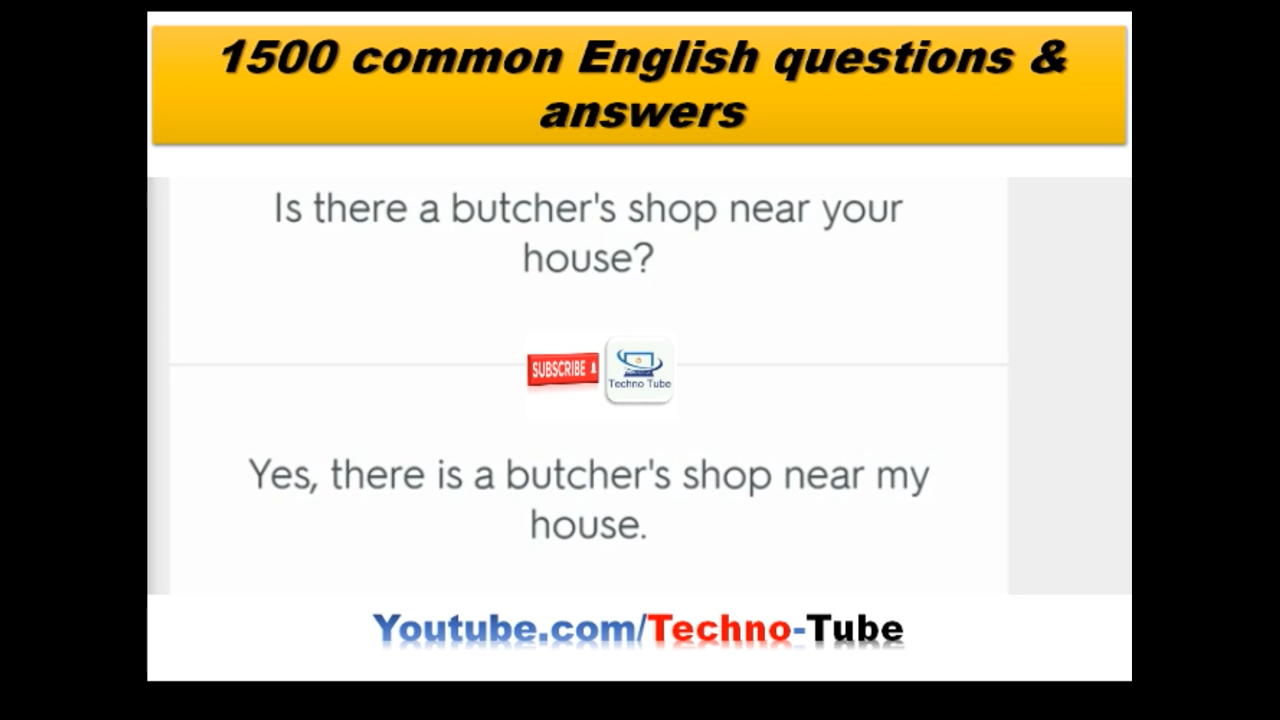 1500 common English questions &
answers
Is there a butcher's shop near your
house?
SUBSCRIBE
Techno Tube
Yes, there is a butcher's shop near my
house.
Youtube.com/Techno-Tube